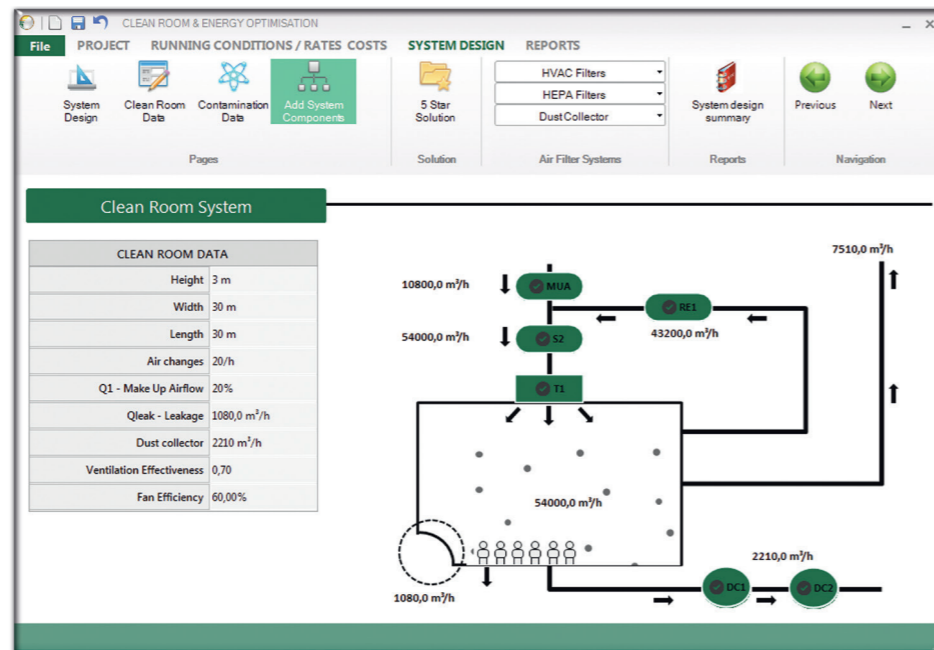 CLEAN ROOM & ENERGY OPTIMISATION
File PROJECT RUNNING CONDITIONS / RATES COSTS SYSTEM DESIGN REPORTS
System Design
Clean Room Data
Contamination Data
Add System Components
5 Star Solution
HVAC Filters
HEPA Filters
Dust Collector
System design summary
Previous
Next
Pages
Solution
Air Filter Systems
Reports
Navigation
Clean Room System
CLEAN ROOM DATA
Height 3 m
Width 30 m
Length 30 m
Air changes 20/h
Q1 - Make Up Airflow 20%
Qleak - Leakage 1080,0 m³/h
Dust collector 2210 m³/h
Ventilation Effectiveness 0,70
Fan Efficiency 60,00%
7510,0 m³/h
10800,0 m³/h
MUA
RE1
43200,0 m³/h
54000,0 m³/h
S2
T1
54000,0 m³/h
2210,0 m³/h
DC1
DC2
1080,0 m³/h